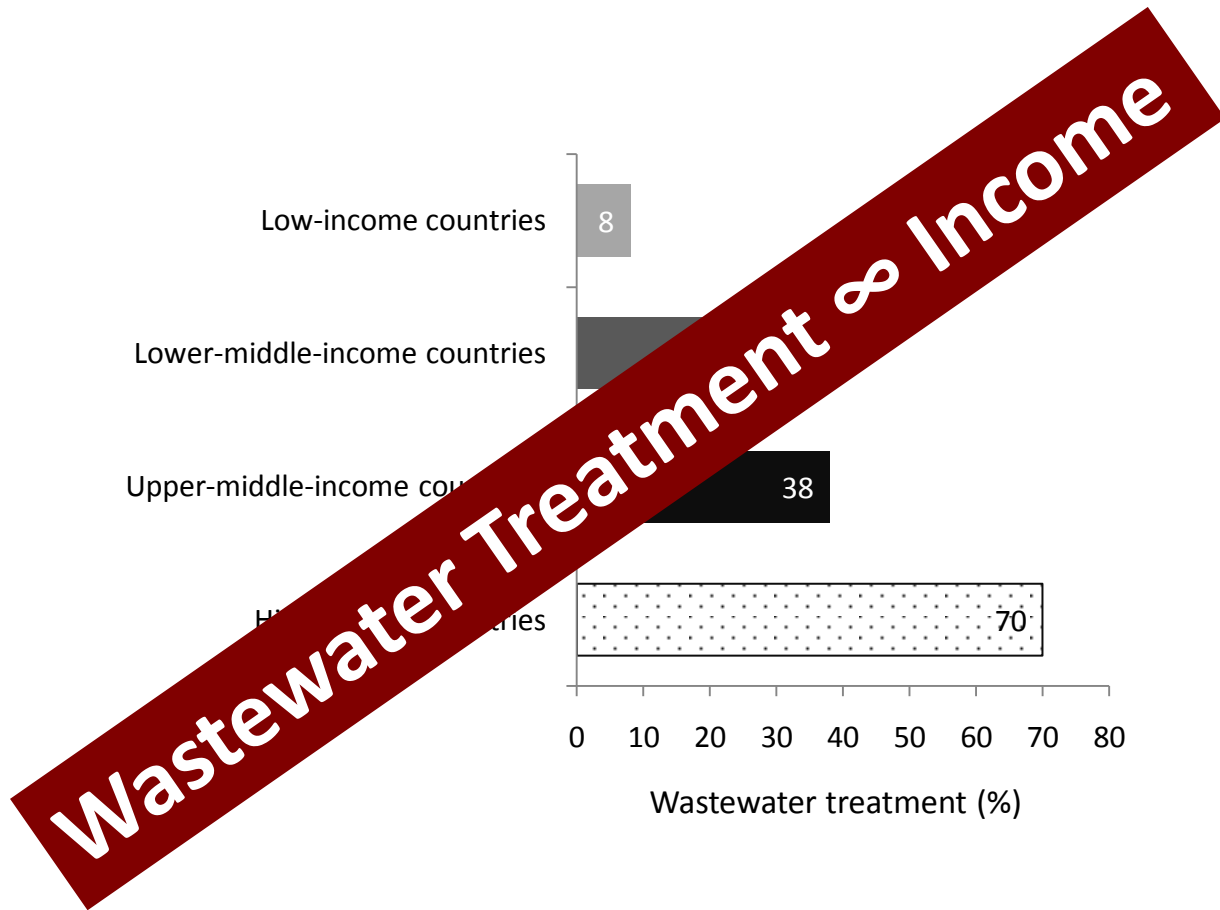 Wastewater Treatment ∞ Income
Low-income countries
8
Lower-middle-income countries
Upper-middle-income
38
70
0 10 20 30 40 50 60 70 80
Wastewater treatment (%)